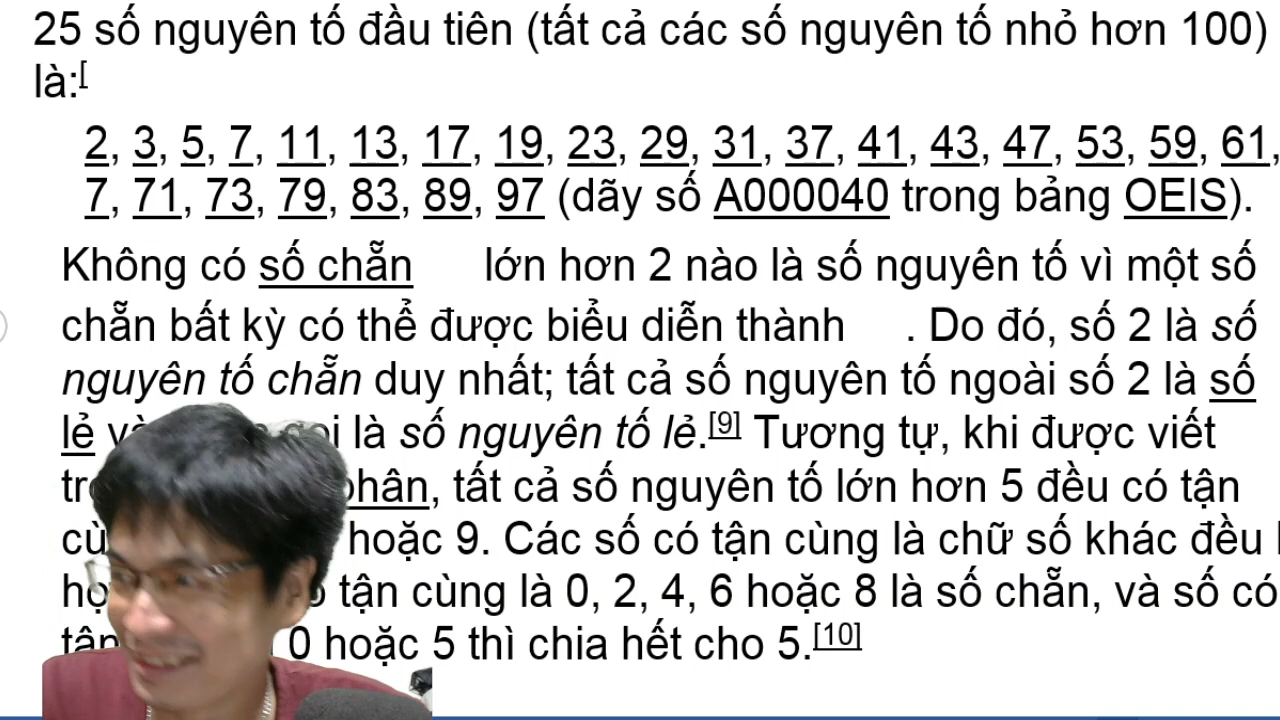 25 số nguyên tố đầu tiên (tất cả các số nguyên tố nhỏ hơn 100)
là:[
2, 3, 5, 7, 11, 13, 17, 19, 23, 29, 31, 37, 41, 43, 47, 53, 59, 61,
7, 71, 73, 79, 83, 89, 97 (dãy số A000040 trong bảng OEIS).
Không có số chẵn lớn hơn 2 nào là số nguyên tố vì một số
chẵn bất kỳ có thể được biểu diễn thành . Do đó, số 2 là số
nguyên tố chẵn duy nhất; tất cả số nguyên tố ngoài số 2 là số
lẻ là số nguyên tố lẻ.[9] Tương tự, khi được viết
phân, tất cả số nguyên tố lớn hơn 5 đều có tận
hoặc 9. Các số có tận cùng là chữ số khác đều
tận cùng là 0, 2, 4, 6 hoặc 8 là số chẵn, và số có
0 hoặc 5 thì chia hết cho 5.[10]